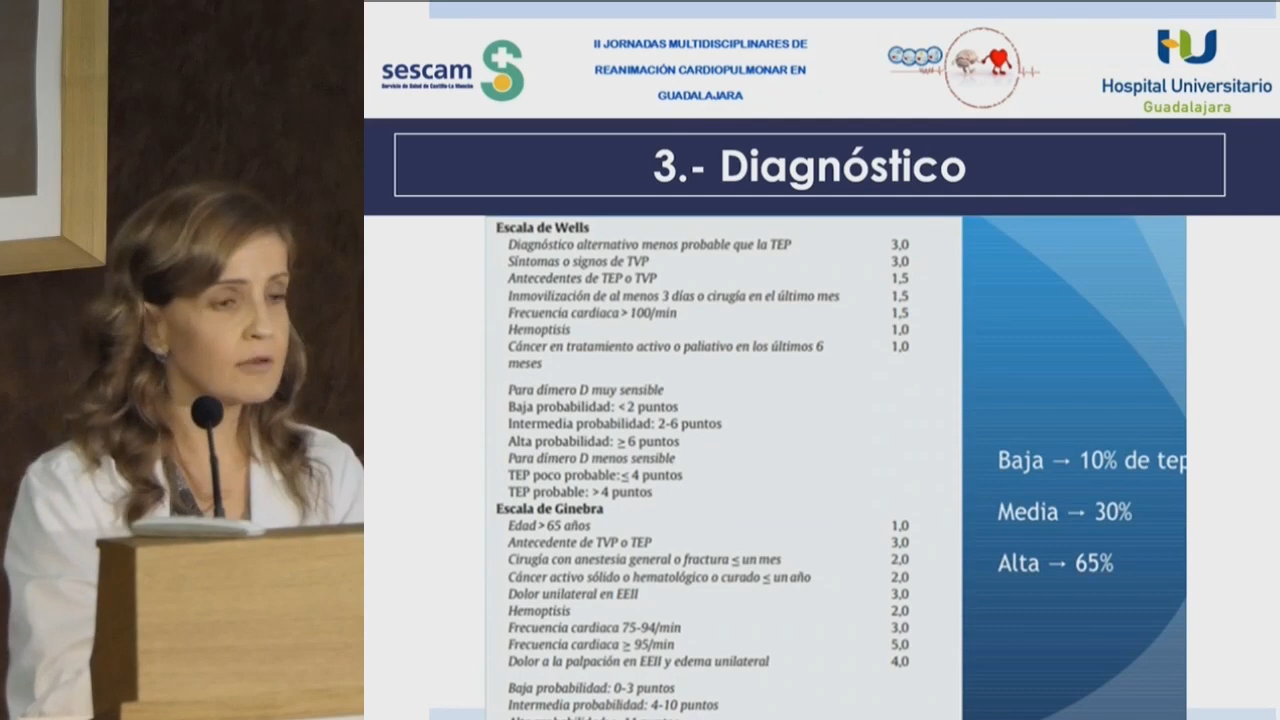 sescam
Servicio de Salud de Castilla-La Mancha
II JORNADAS MULTIDISCIPLINARES DE
REANIMACIÓN CARDIOPULMONAR EN
GUADALAJARA
Hospital Universitario
Guadalajara
3.- Diagnóstico
Escala de Wells
Diagnóstico alternativo menos probable que la TEP 3,0
Síntomas o signos de TVP 3,0
Antecedentes de TEP o TVP 1,5
Inmovilización de al menos 3 días o cirugía en el último mes 1,5
Frecuencia cardiaca > 100/min 1,5
Hemoptisis 1,0
Cáncer en tratamiento activo o paliativo en los últimos 6 1,0
meses
Para dímero D muy sensible
Baja probabilidad: < 2 puntos
Intermedia probabilidad: 2-6 puntos
Alta probabilidad: ≥ 6 puntos
Para dímero D menos sensible
TEP poco probable: ≤ 4 puntos
TEP probable: > 4 puntos
Escala de Ginebra
Edad > 65 años 1,0
Antecedente de TVP o TEP 3,0
Cirugía con anestesia general o fractura ≤ un mes 2,0
Cáncer activo sólido o hematológico o curado ≤ un año 2,0
Dolor unilateral en EEII 3,0
Hemoptisis 2,0
Frecuencia cardiaca 75-94/min 3,0
Frecuencia cardiaca ≥ 95/min 5,0
Dolor a la palpación en EEII y edema unilateral 4,0
Baja probabilidad: 0-3 puntos
Intermedia probabilidad: 4-10 puntos
Baja → 10% de tep
Media → 30%
Alta → 65%